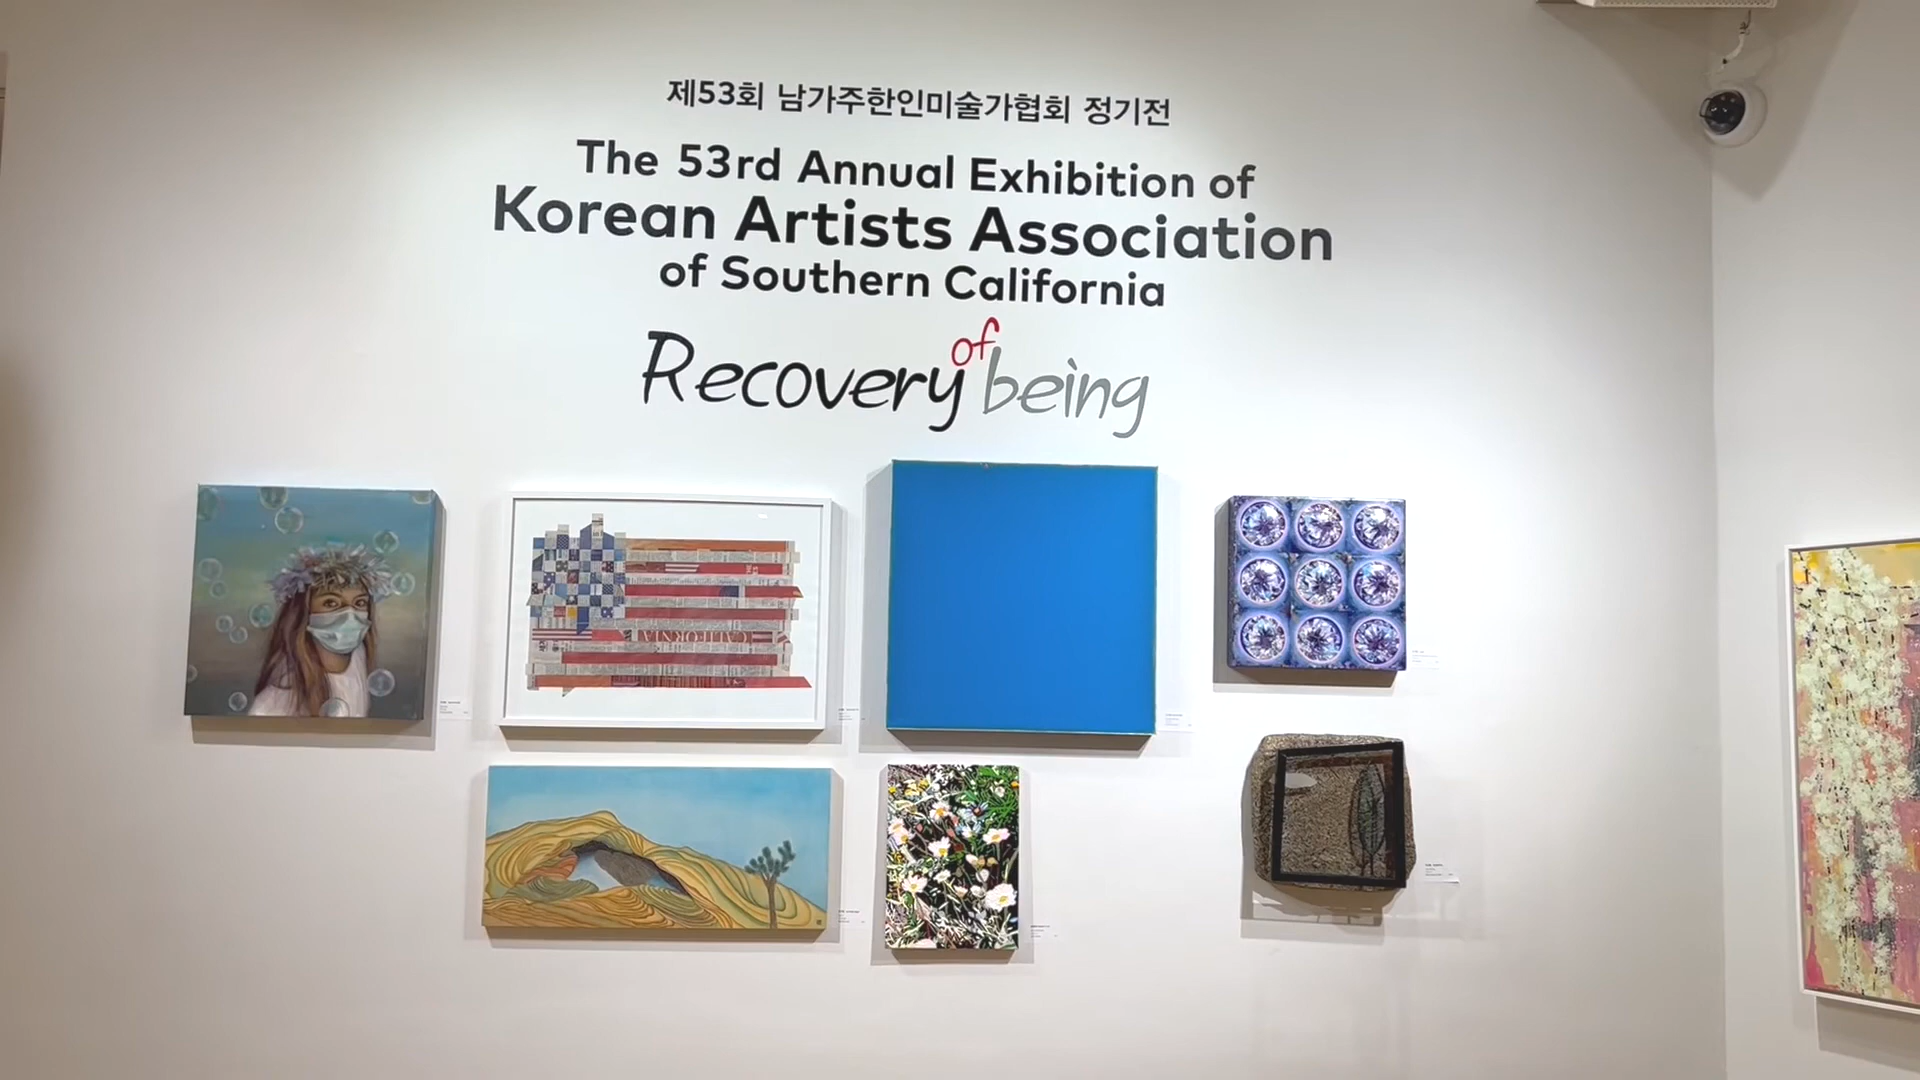 제53회 남가주한인미술가협회 정기전
The 53rd Annual Exhibition of
Korean Artists Association
of Southern California
Recovery of being
CALIFORNIA